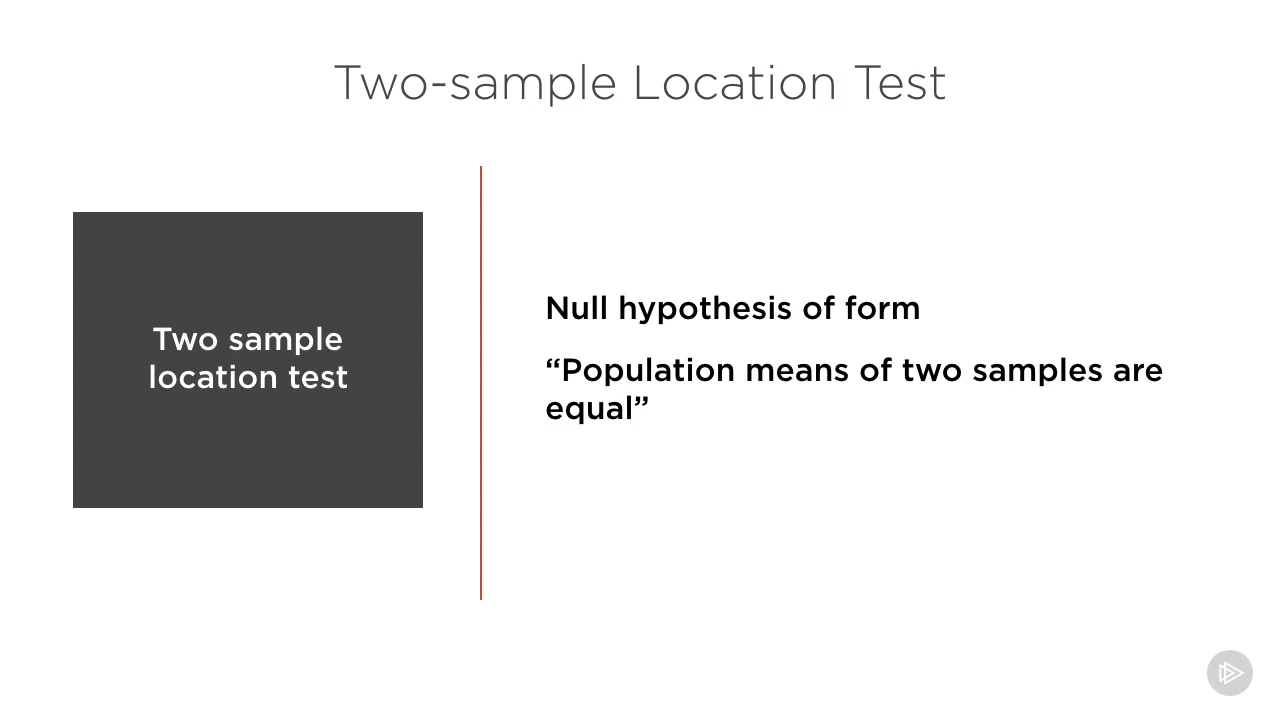 Two-sample Location Test
Two sample
location test
Null hypothesis of form
“Population means of two samples are
equal”